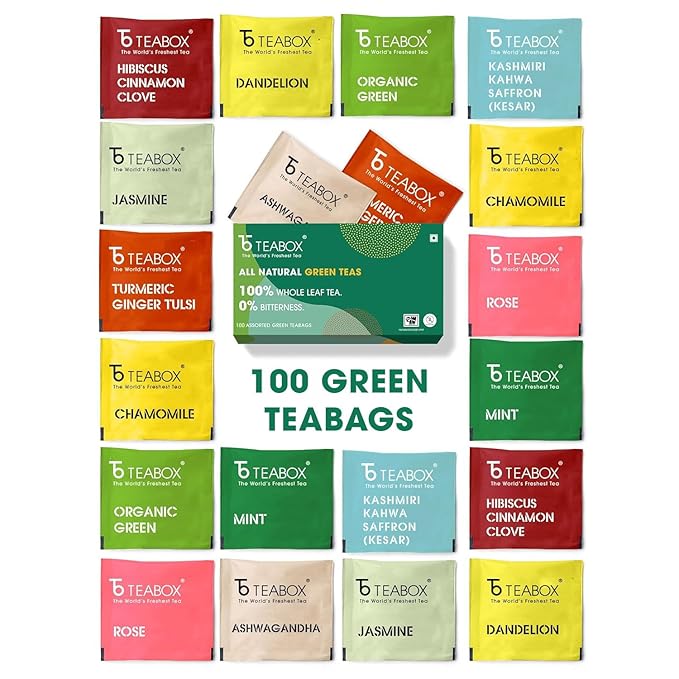 TEABOX®
The World's Freshest Tea
HIBISCUS
CINNAMON
CLOVE
TEABOX®
The World's Freshest Tea
DANDELION
TEABOX®
The World's Freshest Tea
ORGANIC
GREEN
TEABOX®
The World's Freshest Tea
KASHMIRI
KAHWA
SAFFRON
(KESAR)
TEABOX®
The World's Freshest Tea
JASMINE
TEABOX®
The World's Freshest Tea
ASHWAG
TEABOX®
The World's Freshest Tea
TEABOX®
The World's Freshest Tea
CHAMOMILE
TEABOX®
The World's Freshest Tea
TURMERIC
GINGER TULSI
TEABOX®
The World's Freshest Tea
ALL NATURAL GREEN TEAS
100% WHOLE LEAF TEA.
0% BITTERNESS.
100 ASSORTED GREEN TEABAGS
TEABOX®
The World's Freshest Tea
ROSE
TEABOX®
The World's Freshest Tea
CHAMOMILE
100 GREEN
TEABAGS
TEABOX®
The World's Freshest Tea
MINT
TEABOX®
The World's Freshest Tea
ORGANIC
GREEN
TEABOX®
The World's Freshest Tea
MINT
TEABOX®
The World's Freshest Tea
KASHMIRI
KAHWA
SAFFRON
(KESAR)
TEABOX®
The World's Freshest Tea
HIBISCUS
CINNAMON
CLOVE
TEABOX®
The World's Freshest Tea
ROSE
TEABOX®
The World's Freshest Tea
ASHWAGANDHA
TEABOX®
The World's Freshest Tea
JASMINE
TEABOX®
The World's Freshest Tea
DANDELION